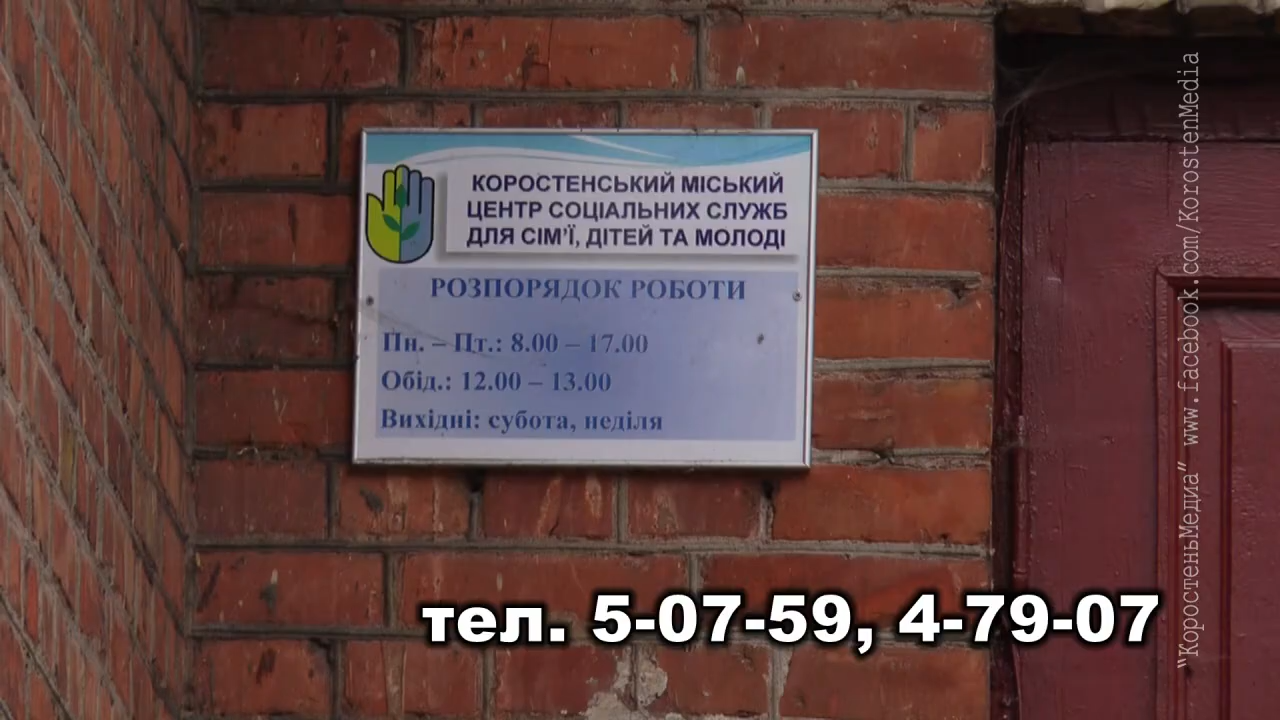 КОРОСТЕНСЬКИЙ МІСЬКИЙ
ЦЕНТР СОЦІАЛЬНИХ СЛУЖБ
ДЛЯ СІМ'Ї, ДІТЕЙ ТА МОЛОДІ
РОЗПОРЯДОК РОБОТИ
Пн. – Пт.: 8.00 – 17.00
Обід.: 12.00 – 13.00
Вихідні: субота, неділя
тел. 5-07-59, 4-79-07
"КоростеньМедиа" www.facebook.com/KorostenMedia